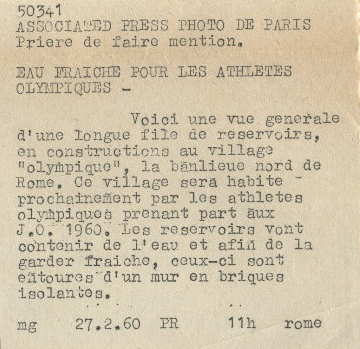 50341
ASSOCIATED PRESS PHOTO DE PARIS
Priere de faire mention.
EAU FRAICHE POUR LES ATHLETES
OLYMPIQUES -
Voici une vue generale
d'une longue file de reservoirs,
en constructions au village
"olympique", la banlieue nord de
Rome. Ce village sera habite
prochainement par les athletes
olympiques prenant part aux
J.O. 1960. Les reservoirs vont
contenir de l'eau et afin de la
garder fraiche, ceux-ci sont
entoures d'un mur en briques
isolantes.
mg 27.2.60 PR 11h rome